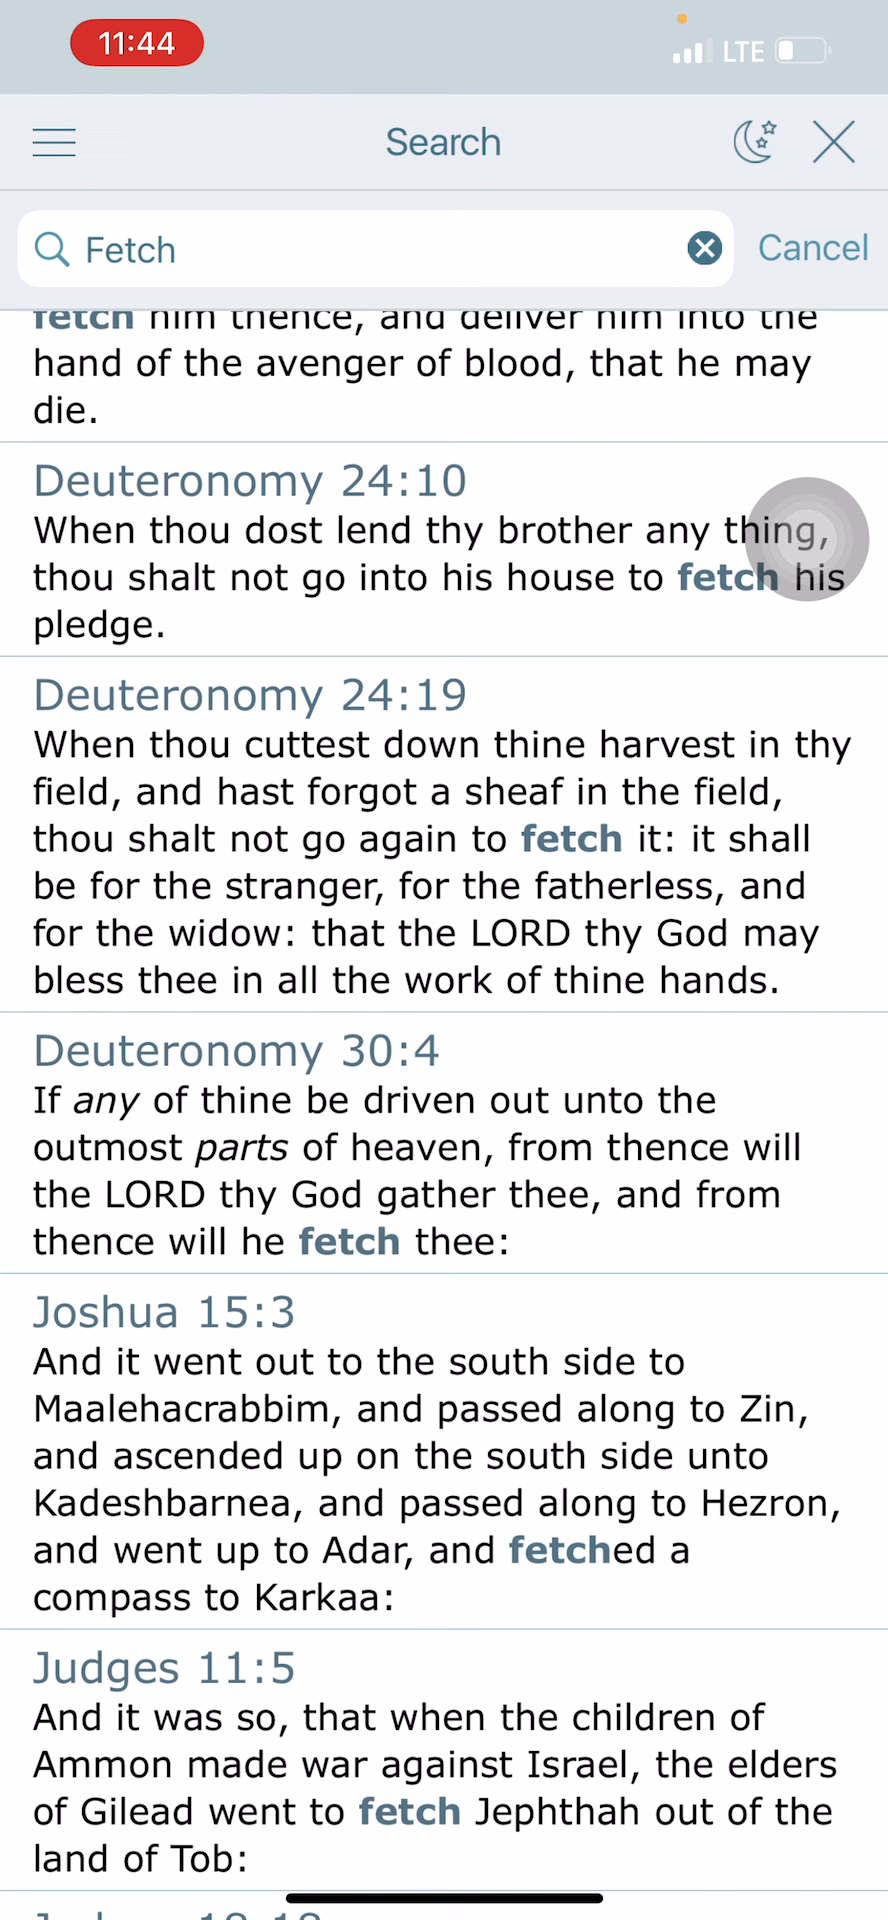 11:44
LTE
Search
Fetch
Cancel
fetch him thence, and deliver him into the
hand of the avenger of blood, that he may
die.
Deuteronomy 24:10
When thou dost lend thy brother any thing,
thou shalt not go into his house to fetch his
pledge.
Deuteronomy 24:19
When thou cuttest down thine harvest in thy
field, and hast forgot a sheaf in the field,
thou shalt not go again to fetch it: it shall
be for the stranger, for the fatherless, and
for the widow: that the LORD thy God may
bless thee in all the work of thine hands.
Deuteronomy 30:4
If any of thine be driven out unto the
outmost parts of heaven, from thence will
the LORD thy God gather thee, and from
thence will he fetch thee:
Joshua 15:3
And it went out to the south side to
Maalehacrabbim, and passed along to Zin,
and ascended up on the south side unto
Kadeshbarnea, and passed along to Hezron,
and went up to Adar, and fetched a
compass to Karkaa:
Judges 11:5
And it was so, that when the children of
Ammon made war against Israel, the elders
of Gilead went to fetch Jephthah out of the
land of Tob: